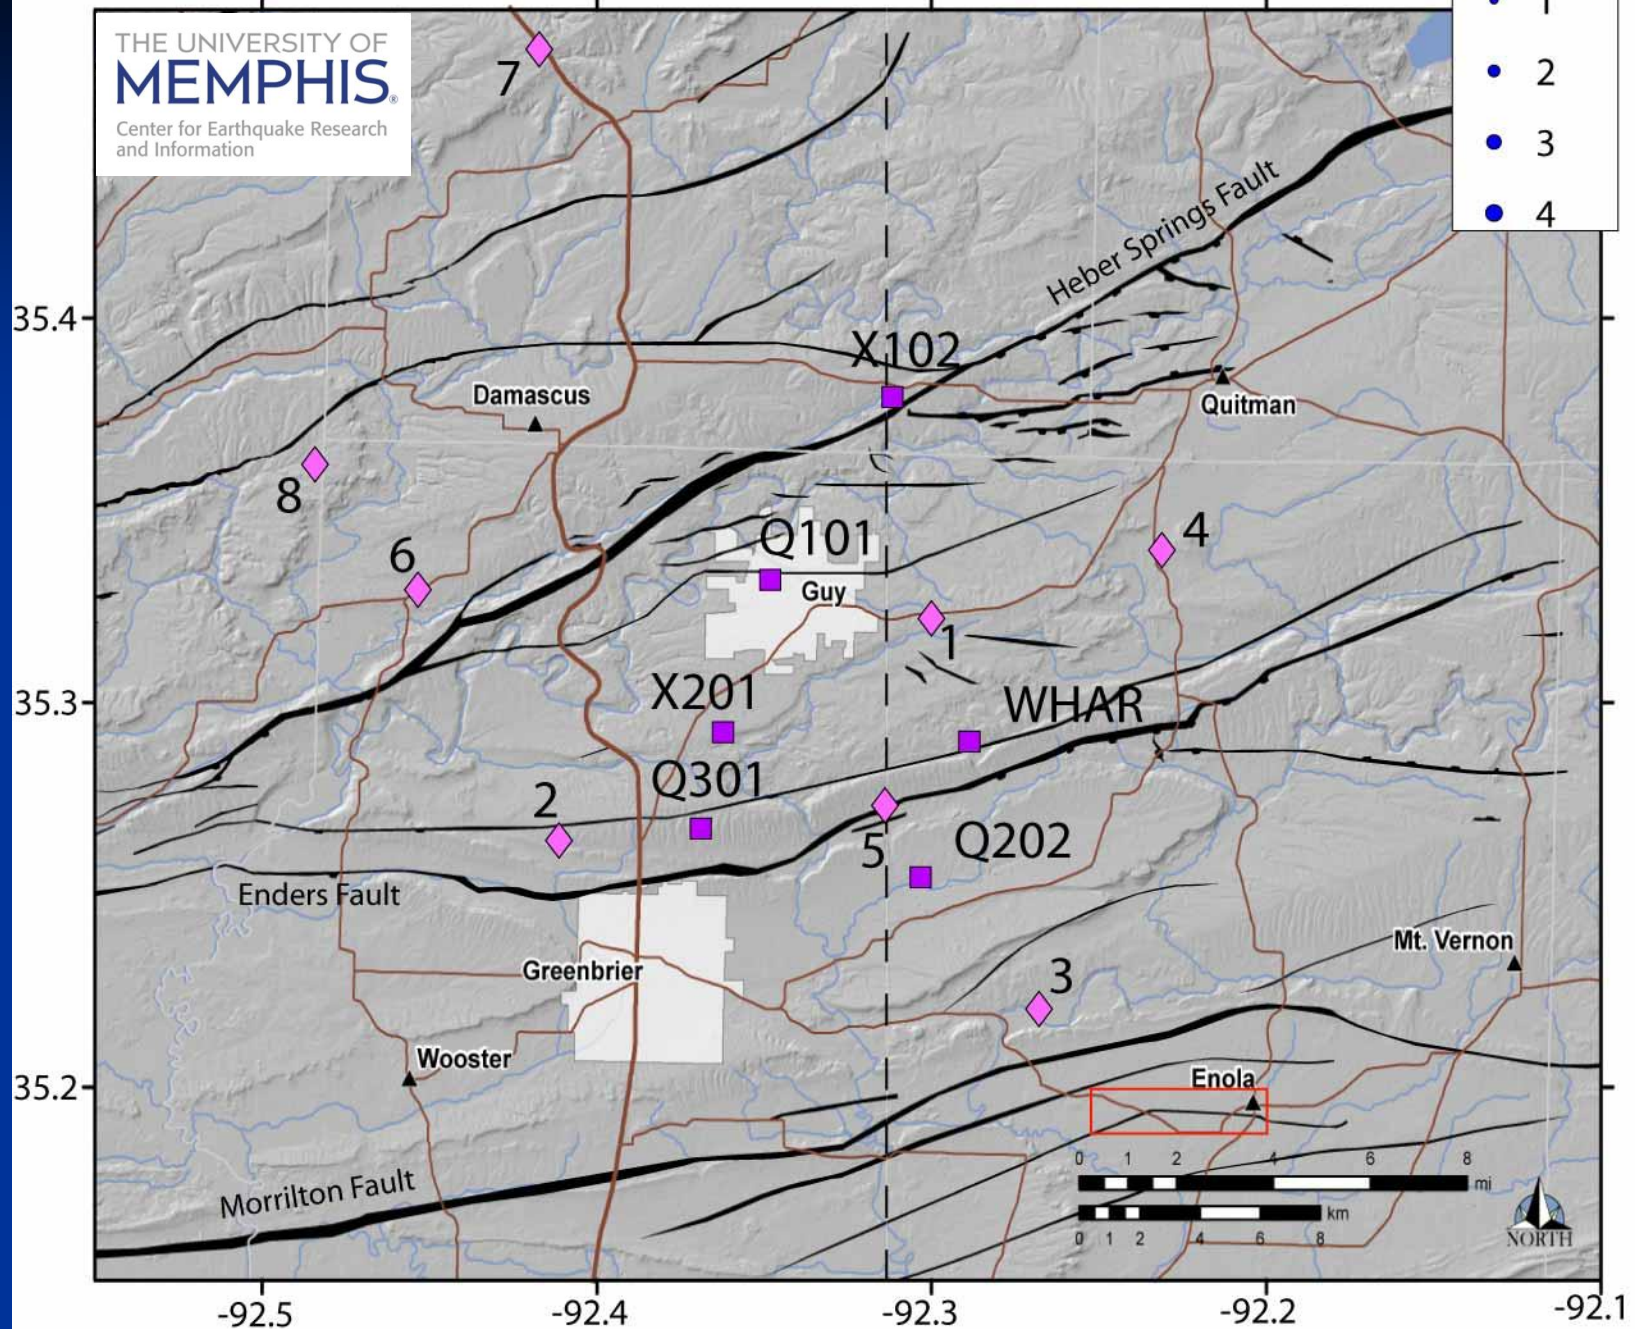 THE UNIVERSITY OF
MEMPHIS®
Center for Earthquake Research
and Information
1
2
3
4
7
Heber Springs Fault
35.4
X102
Damascus
Quitman
8
Q101
4
6
Guy
1
35.3
X201
WHAR
Q301
2
5
Q202
Enders Fault
Mt. Vernon
Greenbrier
3
Wooster
Enola
35.2
0 1 2 4 6 8
mi
Morrilton Fault
km
0 1 2 4 6 8
NORTH
-92.5 -92.4 -92.3 -92.2 -92.1